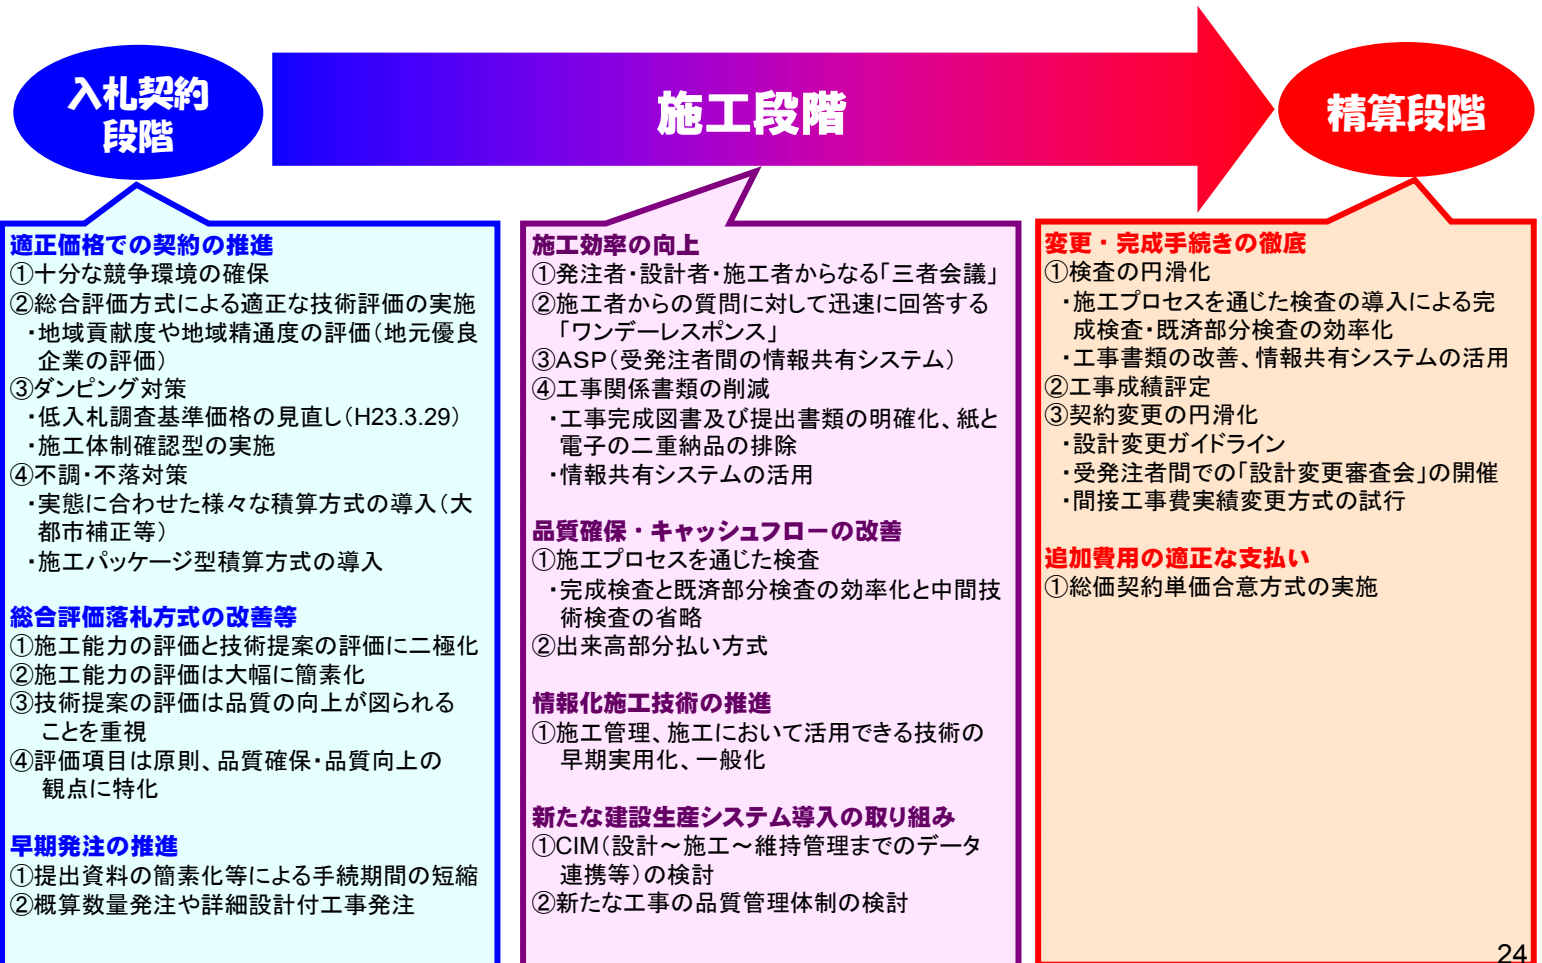 入札契約
段階
施工段階
精算段階
適正価格での契約の推進
①十分な競争環境の確保
②総合評価方式による適正な技術評価の実施
・地域貢献度や地域精通度の評価(地元優良
企業の評価)
③ダンピング対策
・低入札調査基準価格の見直し(H23.3.29)
・施工体制確認型の実施
④不調・不落対策
・実態に合わせた様々な積算方式の導入(大
都市補正等)
・施工パッケージ型積算方式の導入
総合評価落札方式の改善等
①施工能力の評価と技術提案の評価に二極化
②施工能力の評価は大幅に簡素化
③技術提案の評価は品質の向上が図られる
ことを重視
④評価項目は原則、品質確保・品質向上の
観点に特化
早期発注の推進
①提出資料の簡素化等による手続期間の短縮
②概算数量発注や詳細設計付工事発注
施工効率の向上
①発注者・設計者・施工者からなる「三者会議」
②施工者からの質問に対して迅速に回答する
「ワンデーレスポンス」
③ASP(受発注者間の情報共有システム)
④工事関係書類の削減
・工事完成図書及び提出書類の明確化、紙と
電子の二重納品の排除
・情報共有システムの活用
品質確保・キャッシュフローの改善
①施工プロセスを通じた検査
・完成検査と既済部分検査の効率化と中間技
術検査の省略
②出来高部分払い方式
情報化施工技術の推進
①施工管理、施工において活用できる技術の
早期実用化、一般化
新たな建設生産システム導入の取り組み
①CIM(設計～施工～維持管理までのデータ
連携等)の検討
②新たな工事の品質管理体制の検討
変更・完成手続きの徹底
①検査の円滑化
・施工プロセスを通じた検査の導入による完
成検査・既済部分検査の効率化
・工事書類の改善、情報共有システムの活用
②工事成績評定
③契約変更の円滑化
・設計変更ガイドライン
・受発注者間での「設計変更審査会」の開催
・間接工事費実績変更方式の試行
追加費用の適正な支払い
①総価契約単価合意方式の実施
24